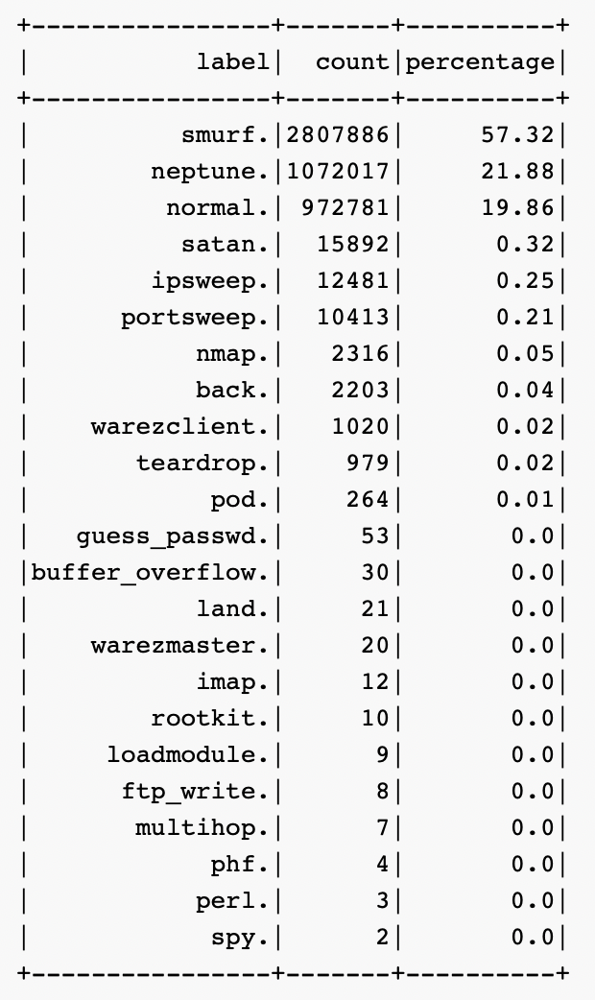 +----------------+-------+----------+
|           label|  count|percentage|
+----------------+-------+----------+
|          smurf.|2807886|     57.32|
|        neptune.|1072017|     21.88|
|         normal.| 972781|     19.86|
|          satan.|  15892|      0.32|
|        ipsweep.|  12481|      0.25|
|      portsweep.|  10413|      0.21|
|           nmap.|   2316|      0.05|
|           back.|   2203|      0.04|
|    warezclient.|   1020|      0.02|
|       teardrop.|    979|      0.02|
|            pod.|    264|      0.01|
|   guess_passwd.|     53|       0.0|
|buffer_overflow.|     30|       0.0|
|           land.|     21|       0.0|
|    warezmaster.|     20|       0.0|
|           imap.|     12|       0.0|
|        rootkit.|     10|       0.0|
|     loadmodule.|      9|       0.0|
|      ftp_write.|      8|       0.0|
|       multihop.|      7|       0.0|
|            phf.|      4|       0.0|
|           perl.|      3|       0.0|
|            spy.|      2|       0.0|
+----------------+-------+----------+